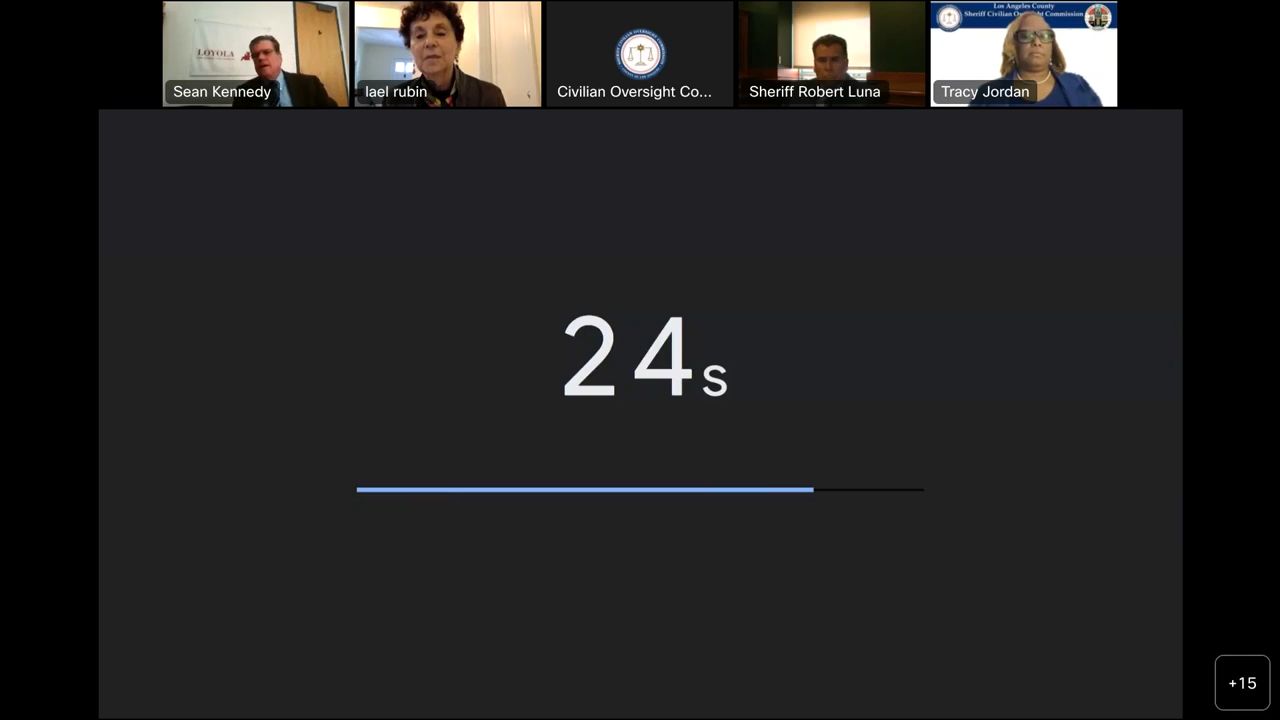 LOYOLA
Los Angeles County
Sheriff Civilian Oversight Commission
Sean Kennedy
lael rubin
Civilian Oversight Co...
Sheriff Robert Luna
Tracy Jordan
24s
+15